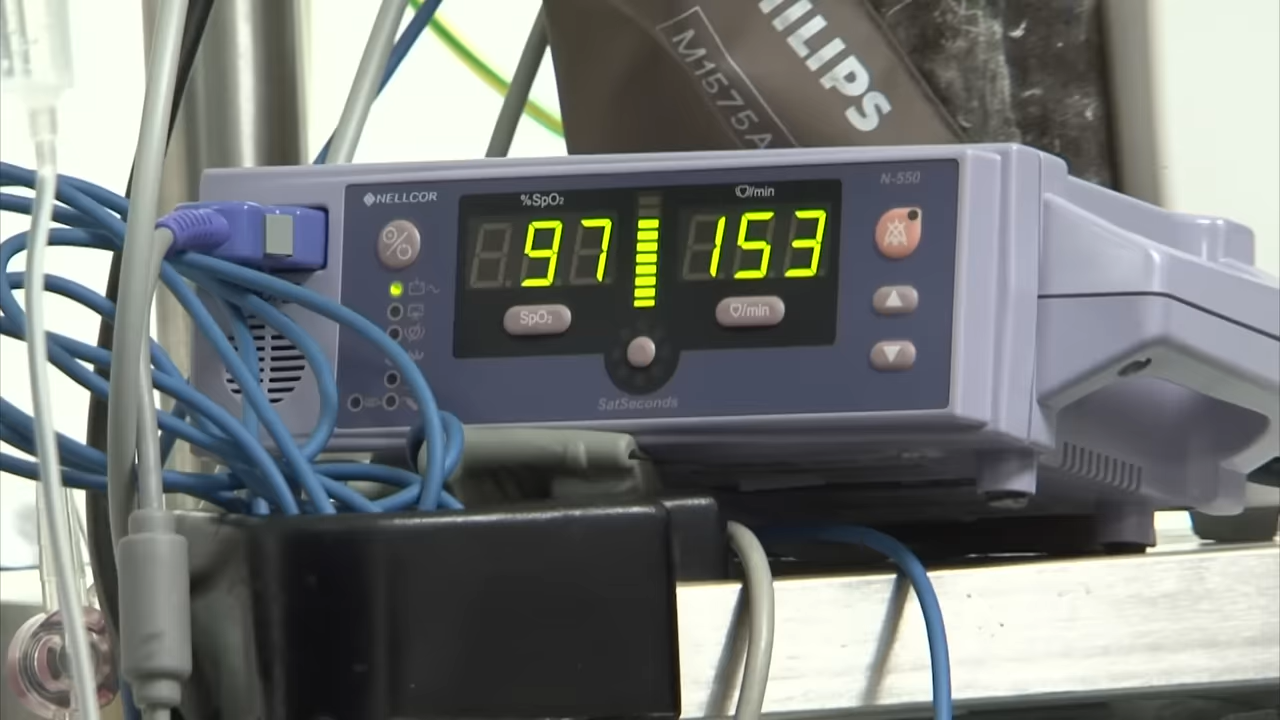 PHILIPS
M1575A
NELLCOR
%SpO₂
♡/min
N-550
97
153
SpO₂
♡/min
SatSeconds